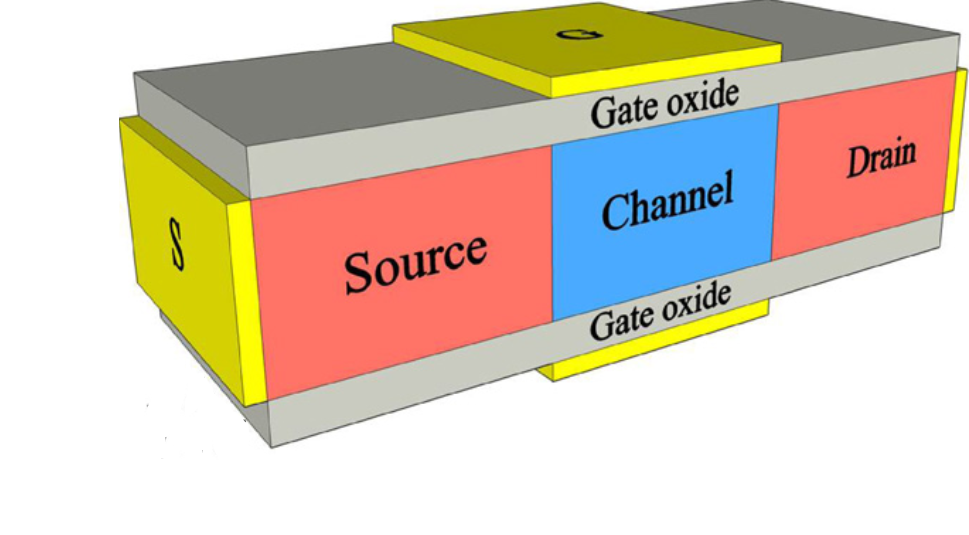 G
Gate oxide
Drain
Channel
S
Source
Gate oxide